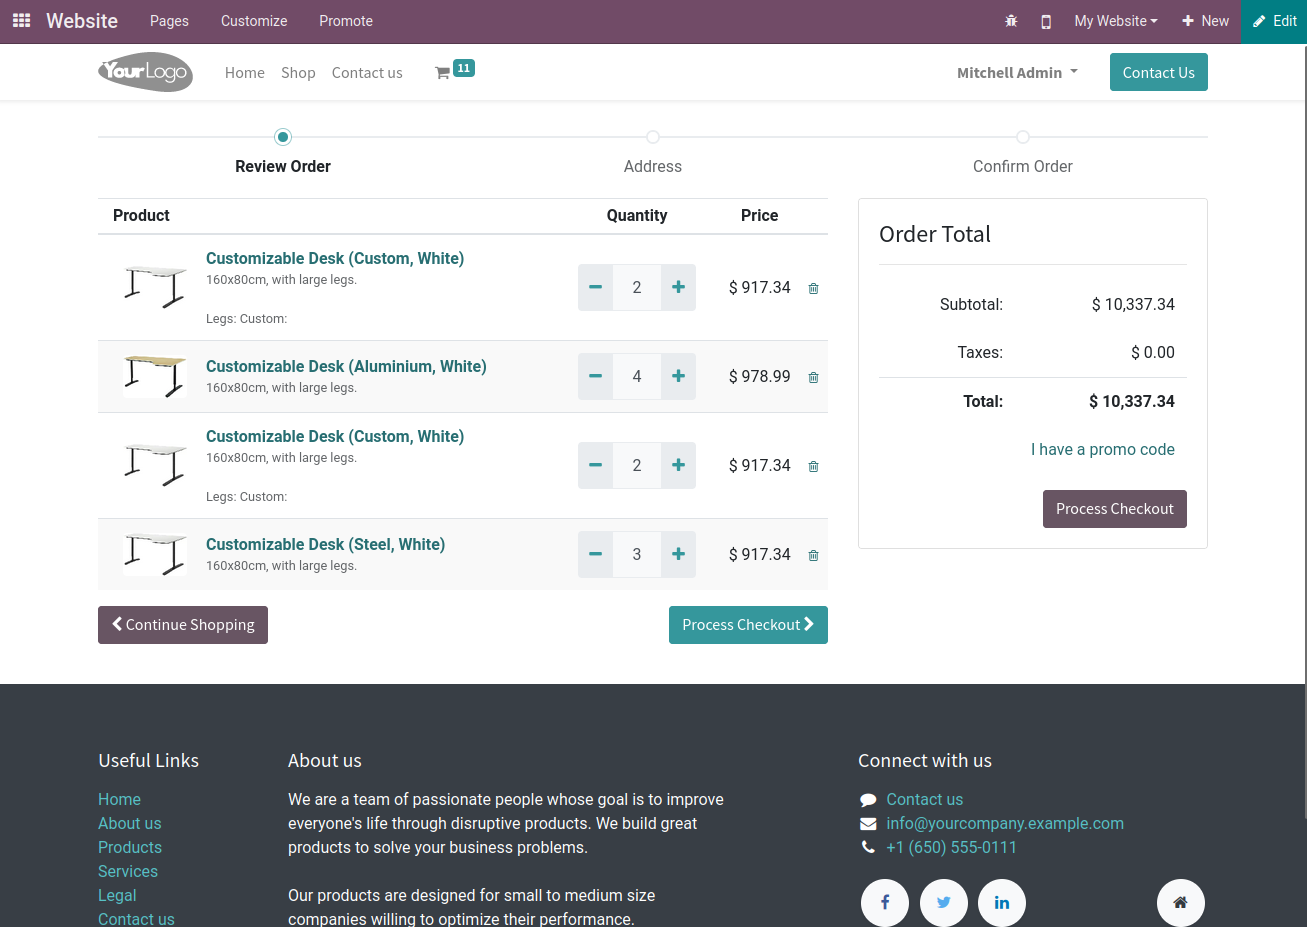 Website Pages Customize Promote My Website New Edit
YourLogo Home Shop Contact us 11 Mitchell Admin Contact Us
Review Order Address Confirm Order
Product Quantity Price
Customizable Desk (Custom, White)
160x80cm, with large legs.
Legs: Custom:
2 $ 917.34
Customizable Desk (Aluminium, White)
160x80cm, with large legs.
4 $ 978.99
Customizable Desk (Custom, White)
160x80cm, with large legs.
Legs: Custom:
2 $ 917.34
Customizable Desk (Steel, White)
160x80cm, with large legs.
3 $ 917.34
Continue Shopping Process Checkout
Order Total
Subtotal: $ 10,337.34
Taxes: $ 0.00
Total: $ 10,337.34
I have a promo code
Process Checkout
Useful Links
Home
About us
Products
Services
Legal
Contact us
About us
We are a team of passionate people whose goal is to improve
everyone's life through disruptive products. We build great
products to solve your business problems.
Our products are designed for small to medium size
companies willing to optimize their performance.
Connect with us
Contact us
info@yourcompany.example.com
+1 (650) 555-0111